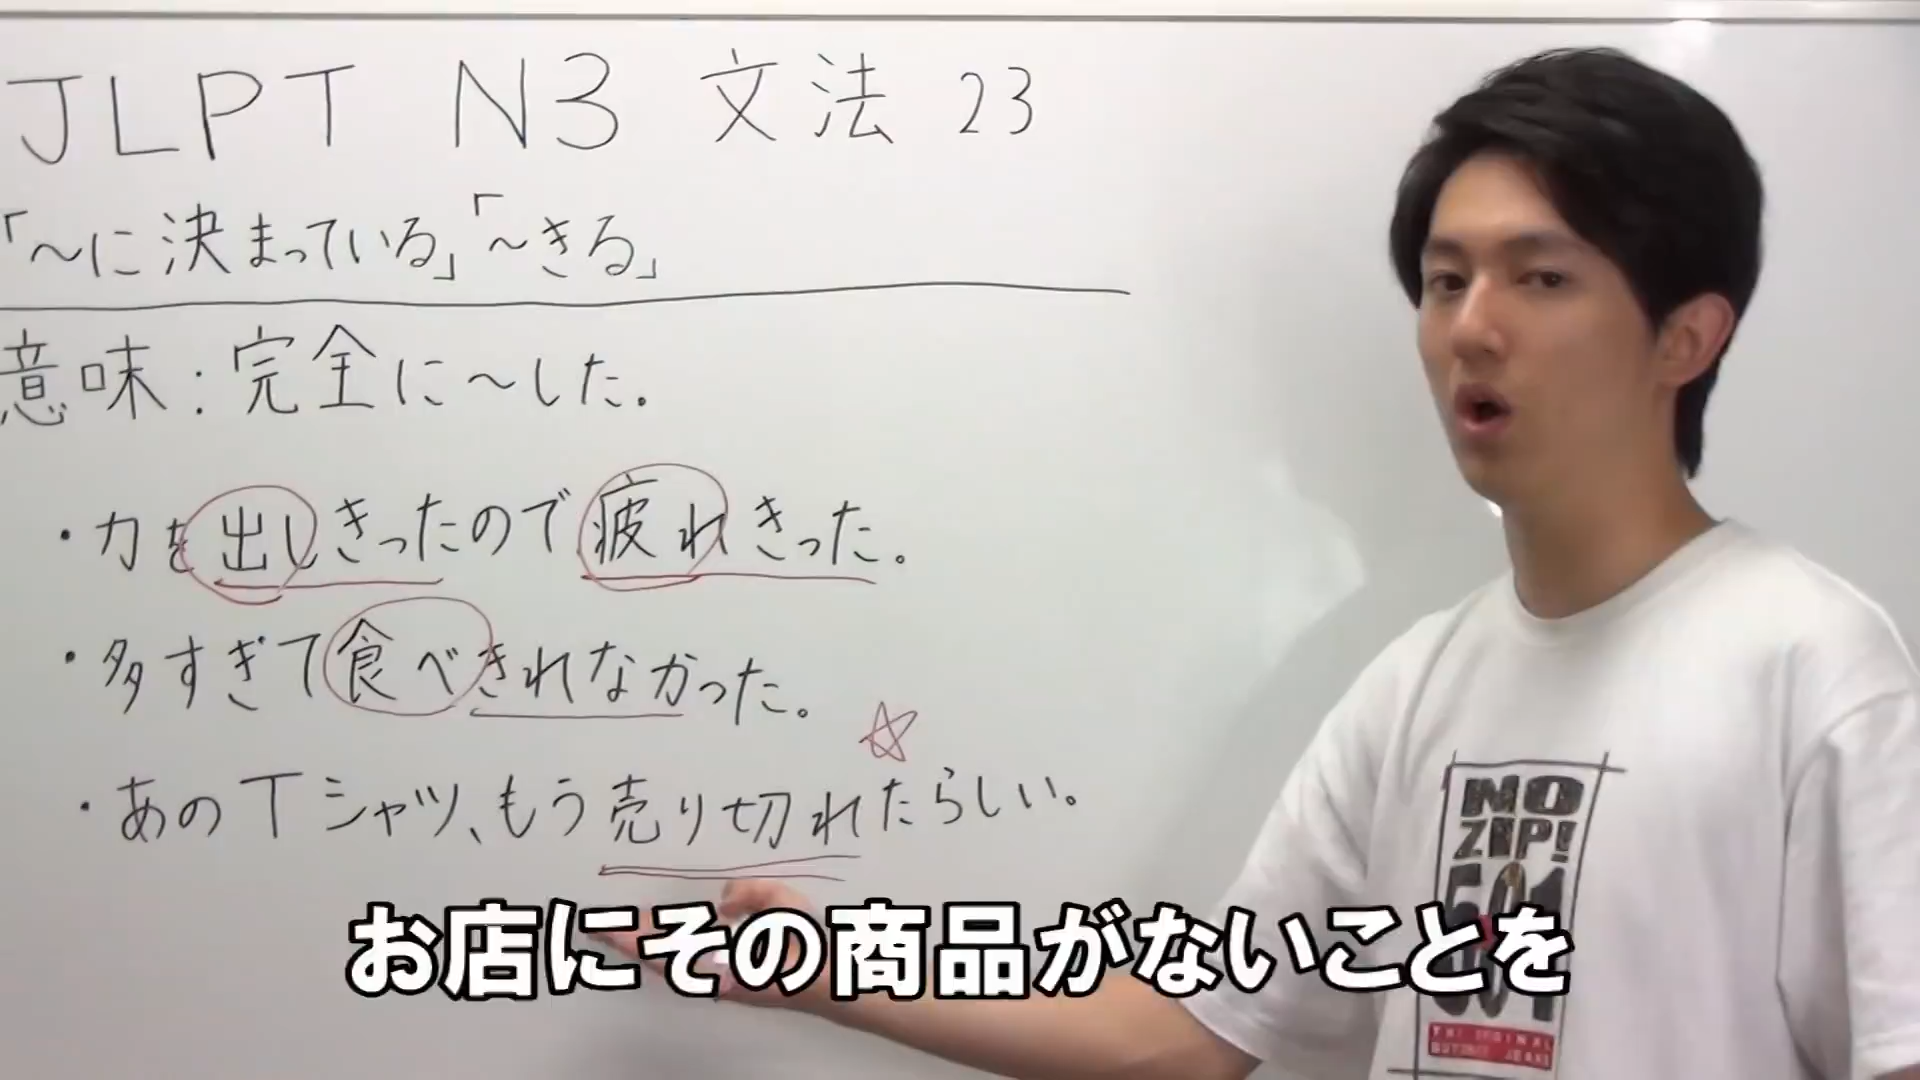 JLPT N3 文法 23
「～に決まっている」「～きる」
意味：完全に～した.
・力を出しきったので疲れきった。
・多すぎて食べきれなかった。
・あのTシャツ、もう売り切れたらしい。
お店にその商品がないことを
NO
ZIP!
501